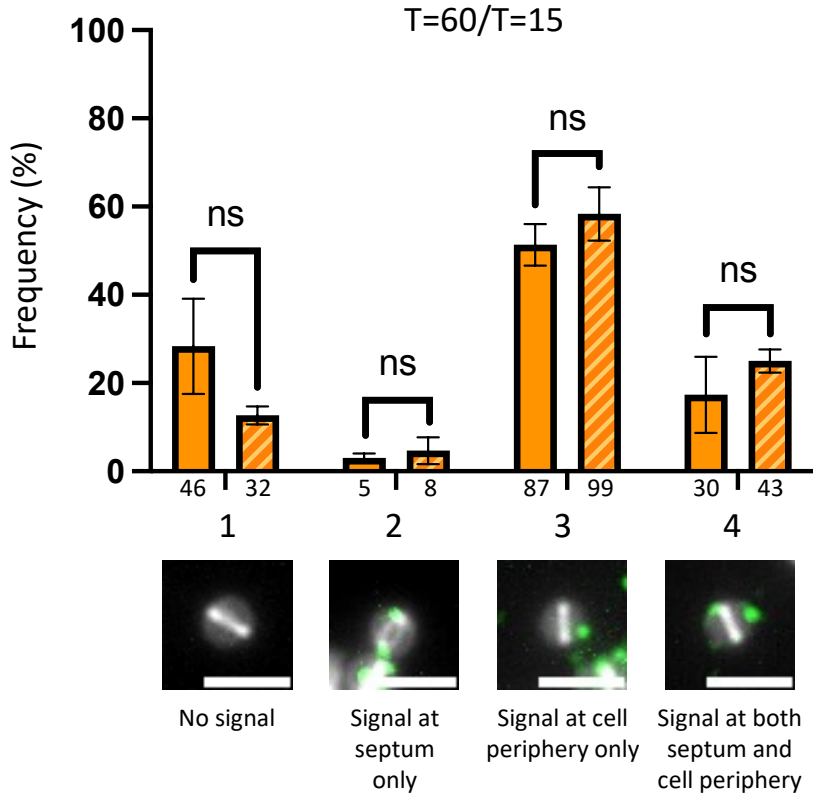 T=60/T=15
Frequency (%)
100
80
60
40
20
0
ns
ns
ns
ns
46 32 5 8 87 99 30 43
1 2 3 4
No signal
Signal at
septum
only
Signal at cell
periphery only
Signal at both
septum and
cell periphery